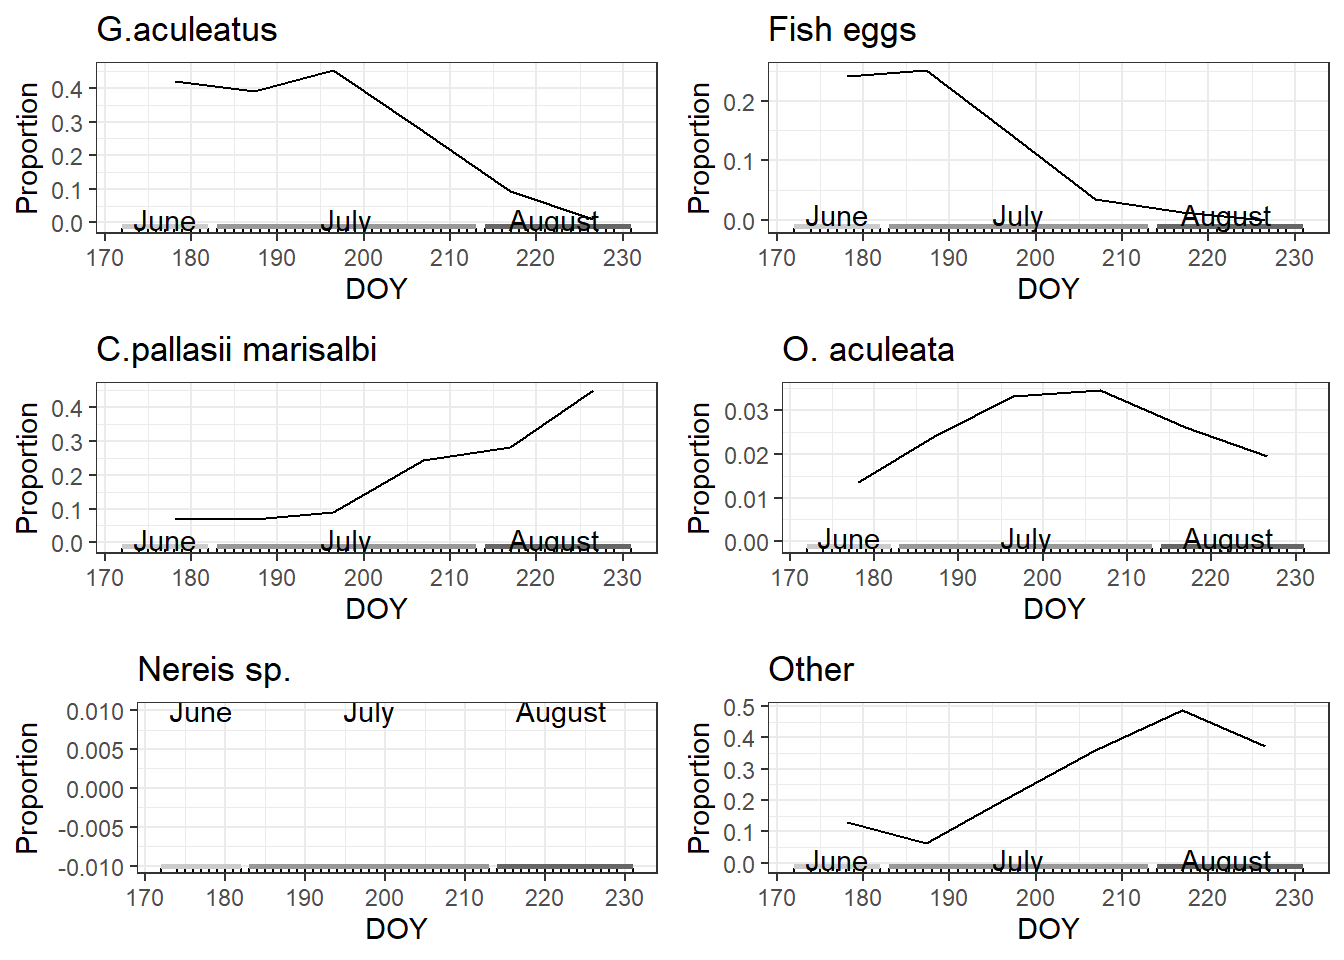 G.aculeatus
Proportion
0.4
0.3
0.2
0.1
0.0
June July August
170 180 190 200 210 220 230
DOY
Fish eggs
Proportion
0.2
0.1
0.0
June July August
170 180 190 200 210 220 230
DOY
C.pallasii marisalbi
Proportion
0.4
0.3
0.2
0.1
0.0
June July August
170 180 190 200 210 220 230
DOY
O. aculeata
Proportion
0.03
0.02
0.01
0.00
June July August
170 180 190 200 210 220 230
DOY
Nereis sp.
Proportion
June July August
0.010
0.005
0.000
-0.005
-0.010
170 180 190 200 210 220 230
DOY
Other
Proportion
0.5
0.4
0.3
0.2
0.1
0.0
June July August
170 180 190 200 210 220 230
DOY